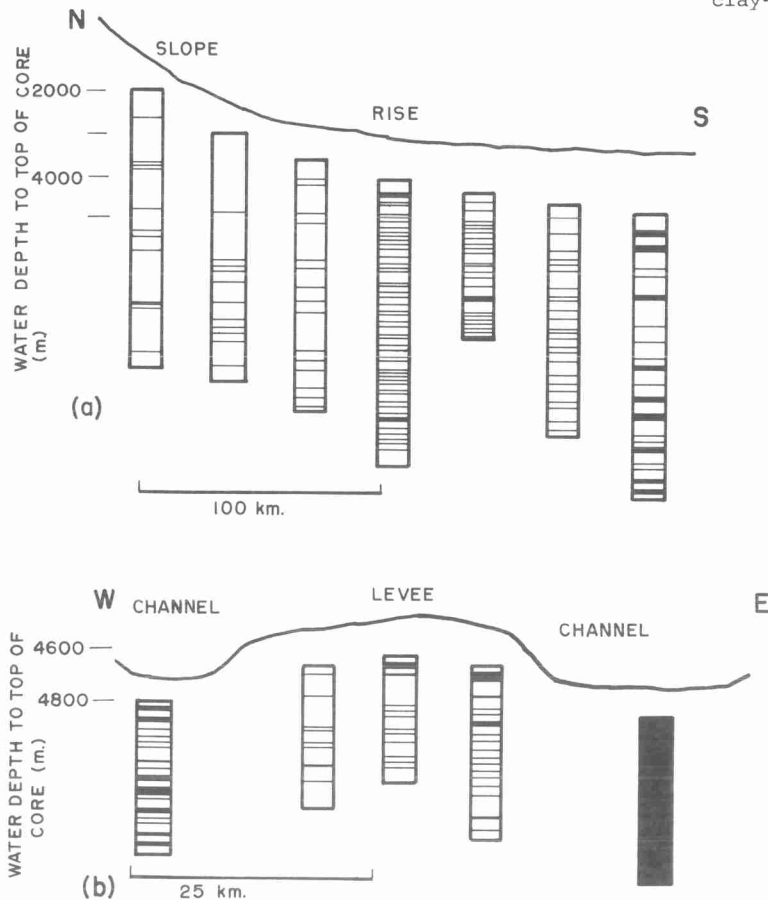 clay-
N
SLOPE
RISE
S
WATER DEPTH TO TOP OF CORE
(m.)
2000
4000
(a)
100 km.
W
CHANNEL
LEVEE
CHANNEL
E
WATER DEPTH TO TOP OF
CORE (m.)
4600
4800
(b)
25 km.